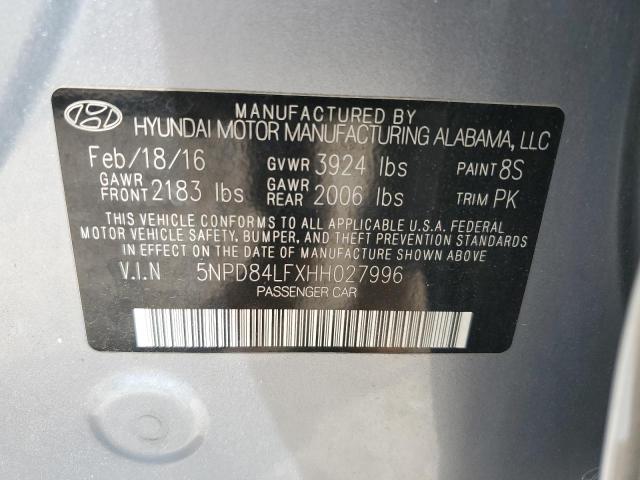 MANUFACTURED BY
HYUNDAI MOTOR MANUFACTURING ALABAMA, LLC
Feb/18/16 GVWR 3924 lbs PAINT 8S
GAWR FRONT 2183 lbs GAWR REAR 2006 lbs TRIM PK
THIS VEHICLE CONFORMS TO ALL APPLICABLE U.S.A. FEDERAL
MOTOR VEHICLE SAFETY, BUMPER, AND THEFT PREVENTION STANDARDS
IN EFFECT ON THE DATE OF MANUFACTURE SHOWN ABOVE.
V.I.N 5NPD84LFXHH027996
PASSENGER CAR